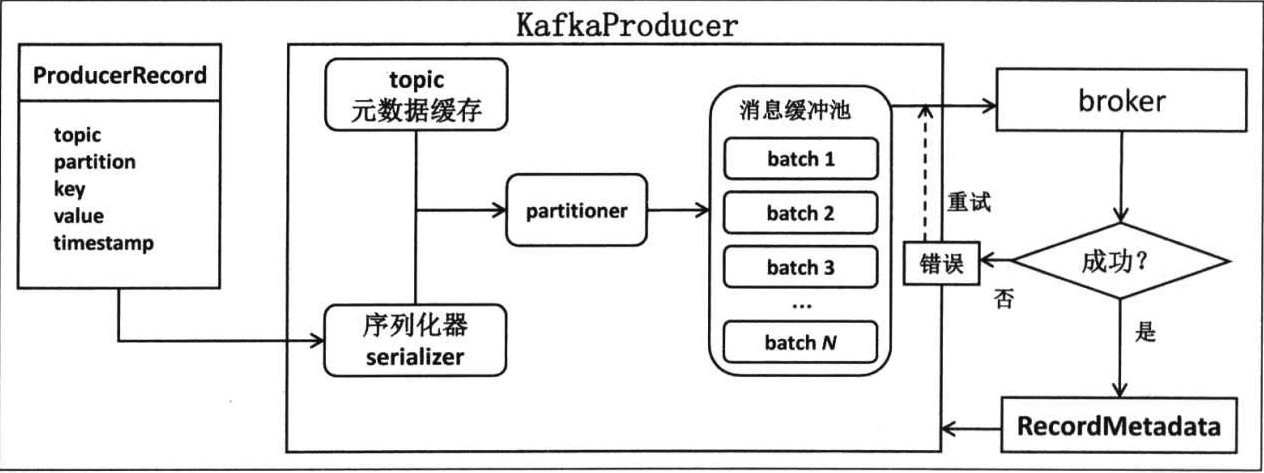 KafkaProducer
ProducerRecord
topic
partition
key
value
timestamp
topic
元数据缓存
序列化器
serializer
partitioner
消息缓冲池
batch 1
batch 2
batch 3
...
batch N
broker
重试
错误
成功?
否
是
RecordMetadata